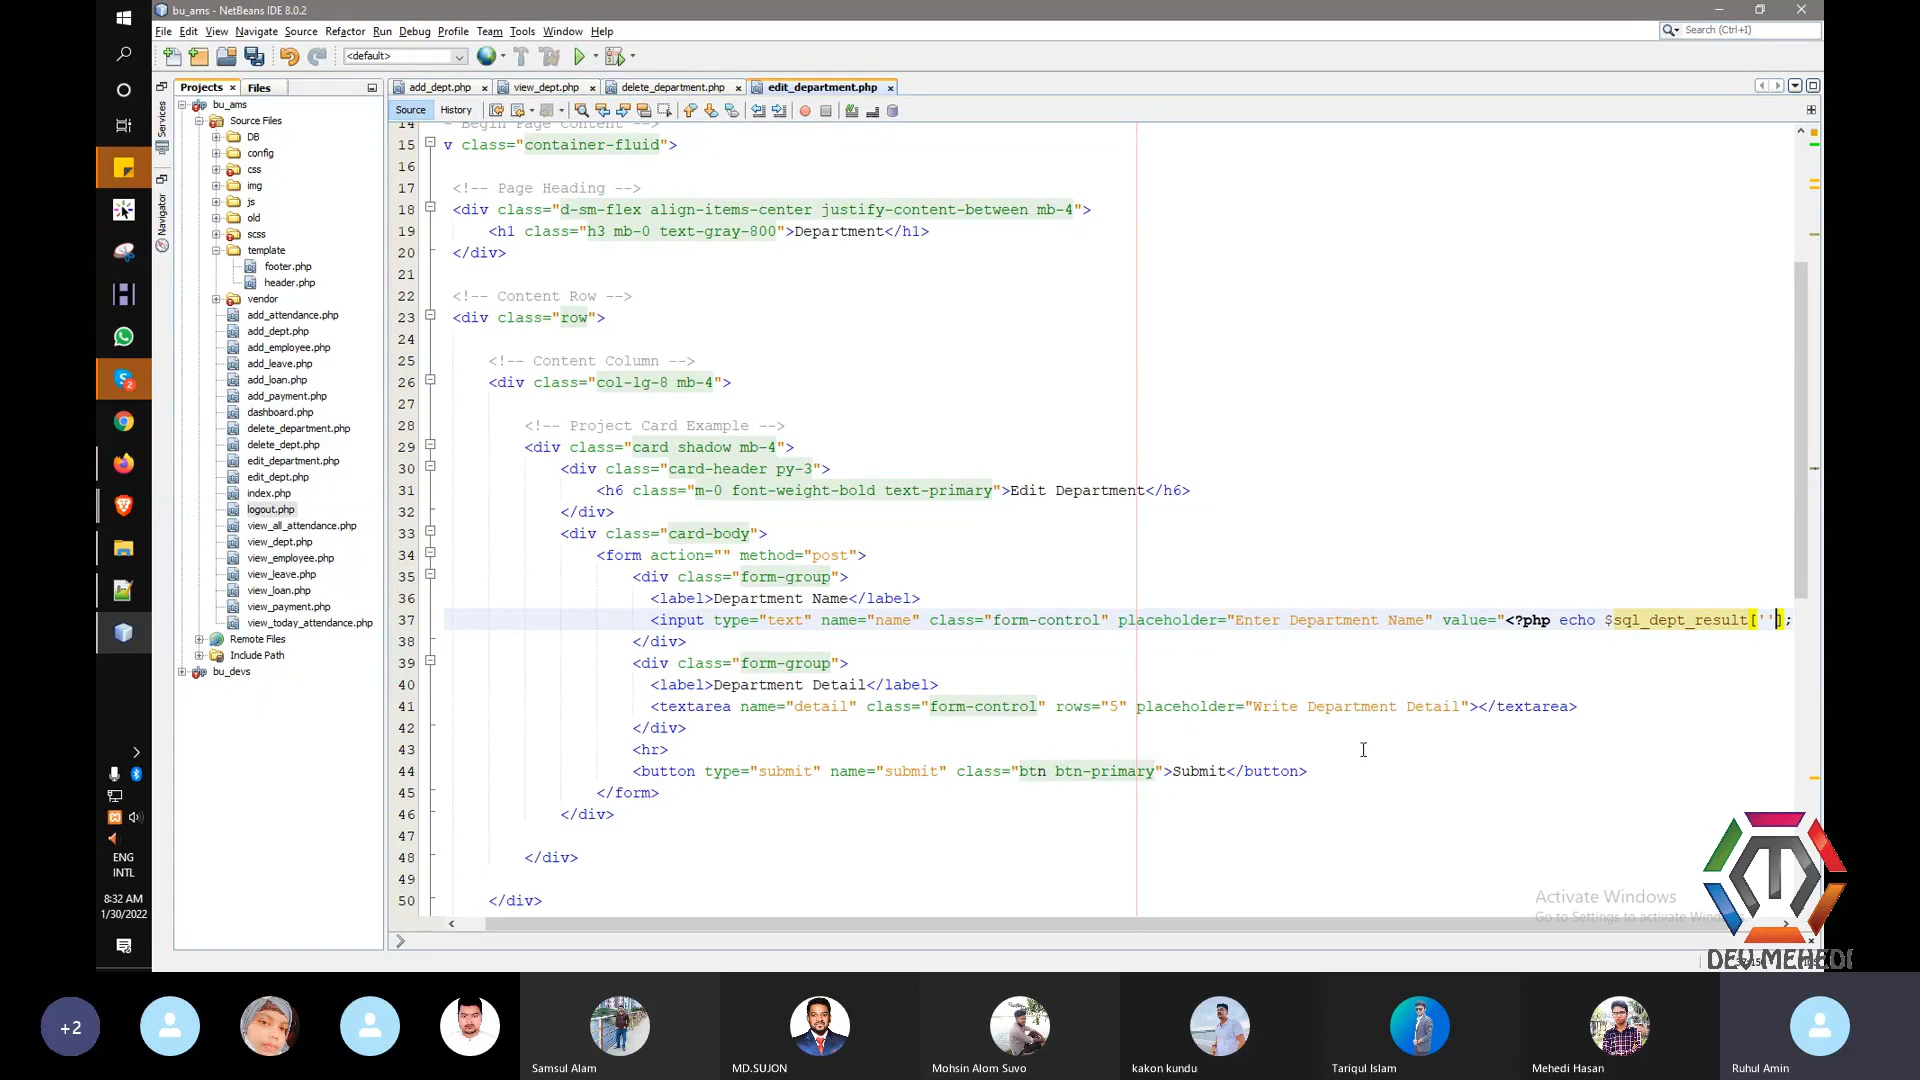 bu_ams - NetBeans IDE 8.0.2
File Edit View Navigate Source Refactor Run Debug Profile Team Tools Window Help
Search (Ctrl+I)
<default>
Projects Files
add_dept.php view_dept.php delete_department.php edit_department.php
Source History
Services
Navigator
bu_ams
Source Files
DB
config
css
img
js
old
scss
template
footer.php
header.php
vendor
add_attendance.php
add_dept.php
add_employee.php
add_leave.php
add_loan.php
add_payment.php
dashboard.php
delete_department.php
delete_dept.php
edit_department.php
edit_dept.php
index.php
logout.php
view_all_attendance.php
view_dept.php
view_employee.php
view_leave.php
view_loan.php
view_payment.php
view_today_attendance.php
Remote Files
Include Path
bu_devs
14 - Begin Page Content -->
15 v class="container-fluid">
16
17 <!-- Page Heading -->
18 <div class="d-sm-flex align-items-center justify-content-between mb-4">
19 <h1 class="h3 mb-0 text-gray-800">Department</h1>
20 </div>
21
22 <!-- Content Row -->
23 <div class="row">
24
25 <!-- Content Column -->
26 <div class="col-lg-8 mb-4">
27
28 <!-- Project Card Example -->
29 <div class="card shadow mb-4">
30 <div class="card-header py-3">
31 <h6 class="m-0 font-weight-bold text-primary">Edit Department</h6>
32 </div>
33 <div class="card-body">
34 <form action="" method="post">
35 <div class="form-group">
36 <label>Department Name</label>
37 <input type="text" name="name" class="form-control" placeholder="Enter Department Name" value="<?php echo $sql_dept_result[''];
38 </div>
39 <div class="form-group">
40 <label>Department Detail</label>
41 <textarea name="detail" class="form-control" rows="5" placeholder="Write Department Detail"></textarea>
42 </div>
43 <hr>
44 <button type="submit" name="submit" class="btn btn-primary">Submit</button>
45 </form>
46 </div>
47
48 </div>
49
50 </div>
ENG
INTL
8:32 AM
1/30/2022
Activate Windows
Go to Settings to activate
DEV MEHEDI
+2
Samsul Alam
MD.SUJON
Mohsin Alom Suvo
kakon kundu
Tariqul Islam
Mehedi Hasan
Ruhul Amin